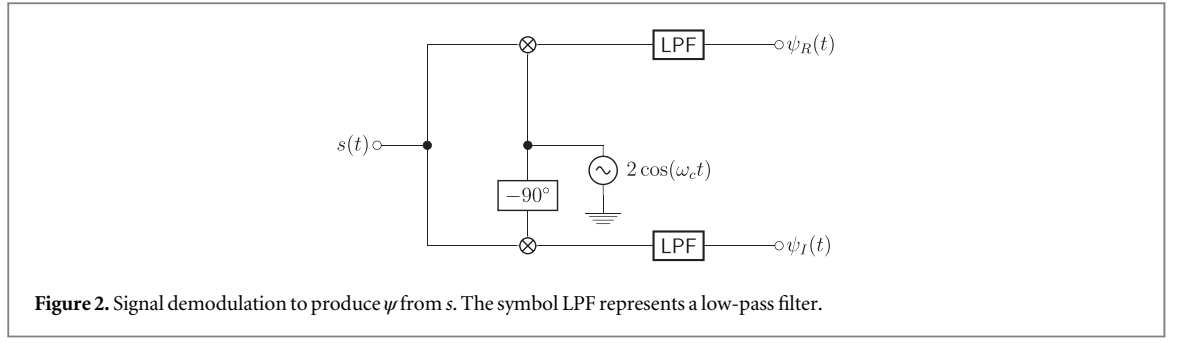 LPF
ψ_R(t)
s(t)
2 cos(ω_c t)
−90°
LPF
ψ_I(t)
Figure 2. Signal demodulation to produce ψ from s. The symbol LPF represents a low-pass filter.